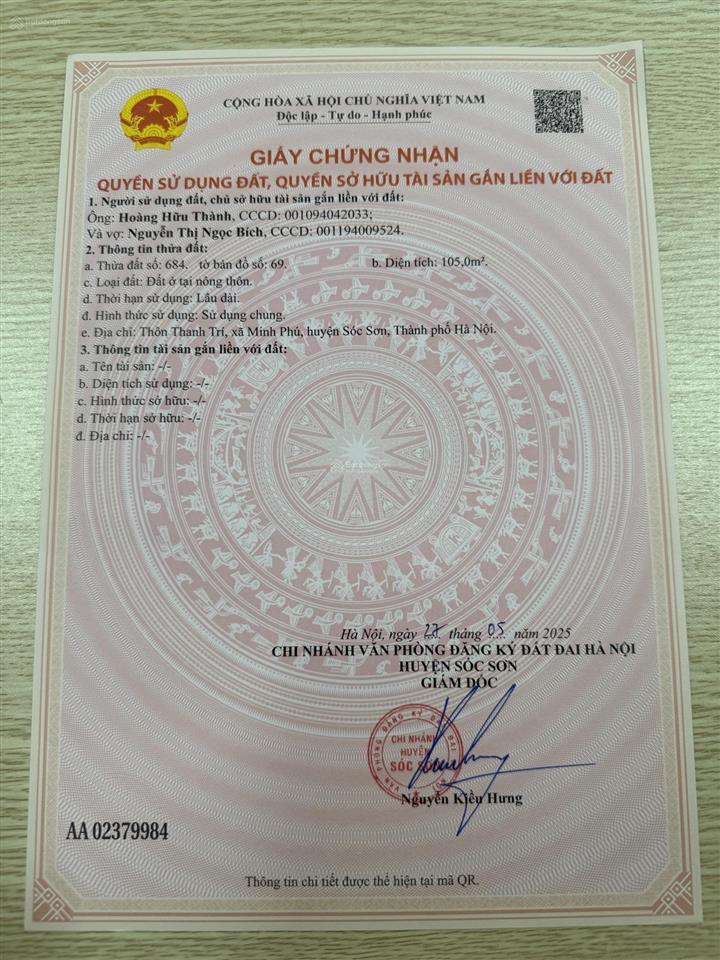 CỘNG HÒA XÃ HỘI CHỦ NGHĨA VIỆT NAM
Độc lập - Tự do - Hạnh phúc
GIẤY CHỨNG NHẬN
QUYỀN SỬ DỤNG ĐẤT, QUYỀN SỞ HỮU TÀI SẢN GẮN LIỀN VỚI ĐẤT
1. Người sử dụng đất, chủ sở hữu tài sản gắn liền với đất:
Ông: Hoàng Hữu Thành, CCCD: 001094042033;
Và vợ: Nguyễn Thị Ngọc Bích, CCCD: 001194009524.
2. Thông tin thửa đất:
a. Thửa đất số: 684. tờ bản đồ số: 69. b. Diện tích: 105,0m².
c. Loại đất: Đất ở tại nông thôn.
d. Thời hạn sử dụng: Lâu dài.
đ. Hình thức sử dụng: Sử dụng chung.
e. Địa chỉ: Thôn Thanh Trí, xã Minh Phú, huyện Sóc Sơn, Thành phố Hà Nội.
3. Thông tin tài sản gắn liền với đất:
a. Tên tài sản: -/-
b. Diện tích sử dụng: -/-
c. Hình thức sở hữu: -/-
d. Thời hạn sở hữu: -/-
đ. Địa chỉ: -/-
Hà Nội, ngày 27 tháng 05 năm 2025
CHI NHÁNH VĂN PHÒNG ĐĂNG KÝ ĐẤT ĐAI HÀ NỘI
HUYỆN SÓC SƠN
GIÁM ĐỐC
CHI NHÁNH
HUYỆN
SÓC
Nguyễn Kiều Hưng
AA 02379984
Thông tin chi tiết được thể hiện tại mã QR.